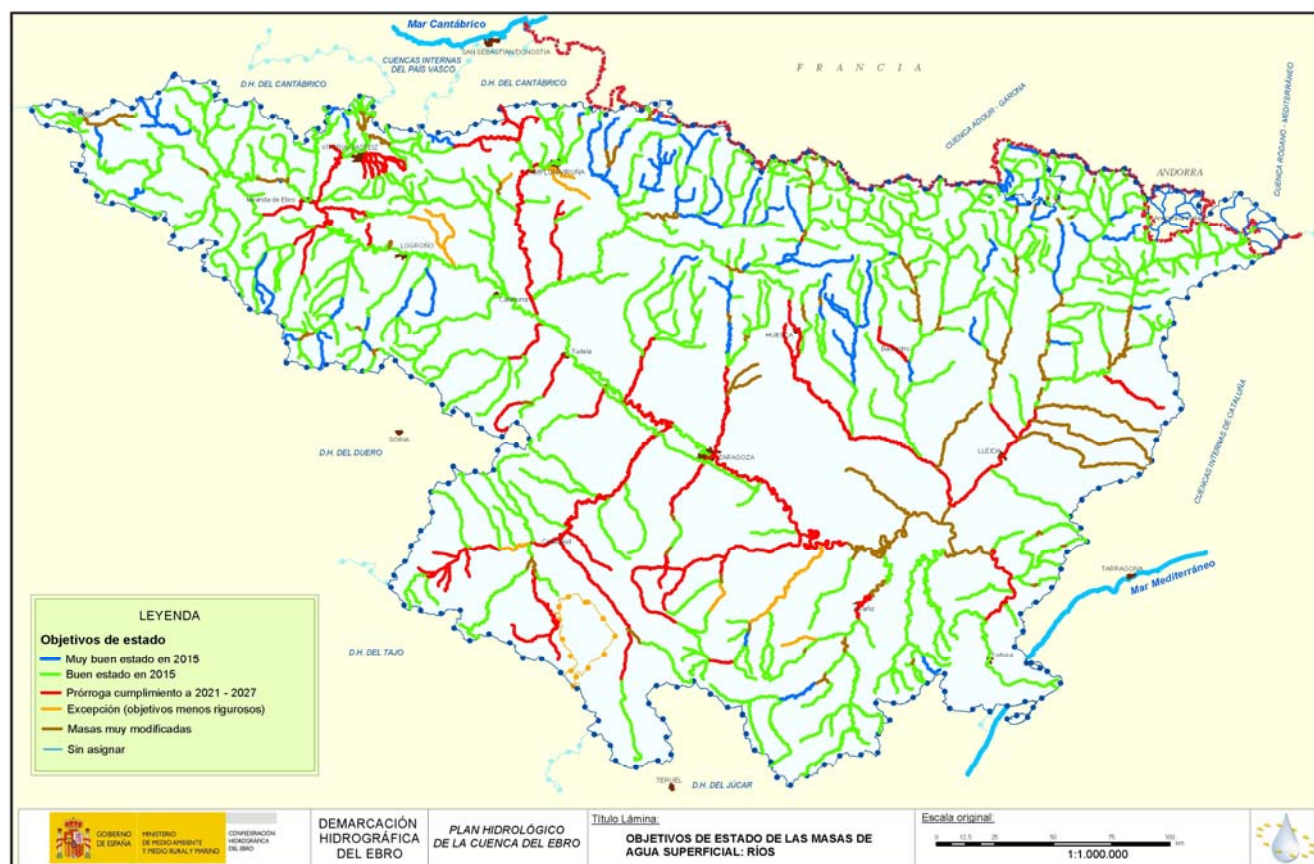 Mar Cantábrico
SAN SEBASTIAN/DONOSTIA
CUENCAS INTERNAS
DEL PAÍS VASCO
D.H. DEL CANTÁBRICO
D.H. DEL CANTÁBRICO
F R A N C I A
CUENCA ADOUR - GARONA
CUENCA RODANO - MEDITERRÁNEO
ANDORRA
Miranda de Ebro
LOGROÑO
Calahorra
Tudela
HUESCA
SORIA
D.H. DEL DUERO
ZARAGOZA
LLEIDA
CUENCAS INTERNAS DE CATALUÑA
TARRAGONA
Mar Mediterráneo
D.H. DEL TAJO
Tortosa
TERUEL
D.H. DEL JÚCAR
LEYENDA
Objetivos de estado
Muy buen estado en 2015
Buen estado en 2015
Prórroga cumplimiento a 2021 - 2027
Excepción (objetivos menos rigurosos)
Masas muy modificadas
Sin asignar
GOBIERNO
DE ESPAÑA
MINISTERIO
DE MEDIO AMBIENTE
Y MEDIO RURAL Y MARINO
CONFEDERACIÓN
HIDROGRÁFICA
DEL EBRO
DEMARCACIÓN
HIDROGRÁFICA
DEL EBRO
PLAN HIDROLÓGICO
DE LA CUENCA DEL EBRO
Título Lámina:
OBJETIVOS DE ESTADO DE LAS MASAS DE
AGUA SUPERFICIAL: RÍOS
Escala original:
0 12,5 25 50 75 100
km
1:1.000.000